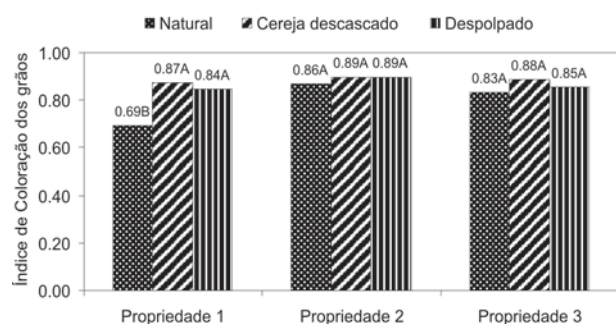 Natural Cereja descascado Despolpado
Índice de Coloração dos grãos
1.00
0.80
0.60
0.40
0.20
0.00
0.69B 0.87A 0.84A 0.86A 0.89A 0.89A 0.83A 0.88A 0.85A
Propriedade 1 Propriedade 2 Propriedade 3